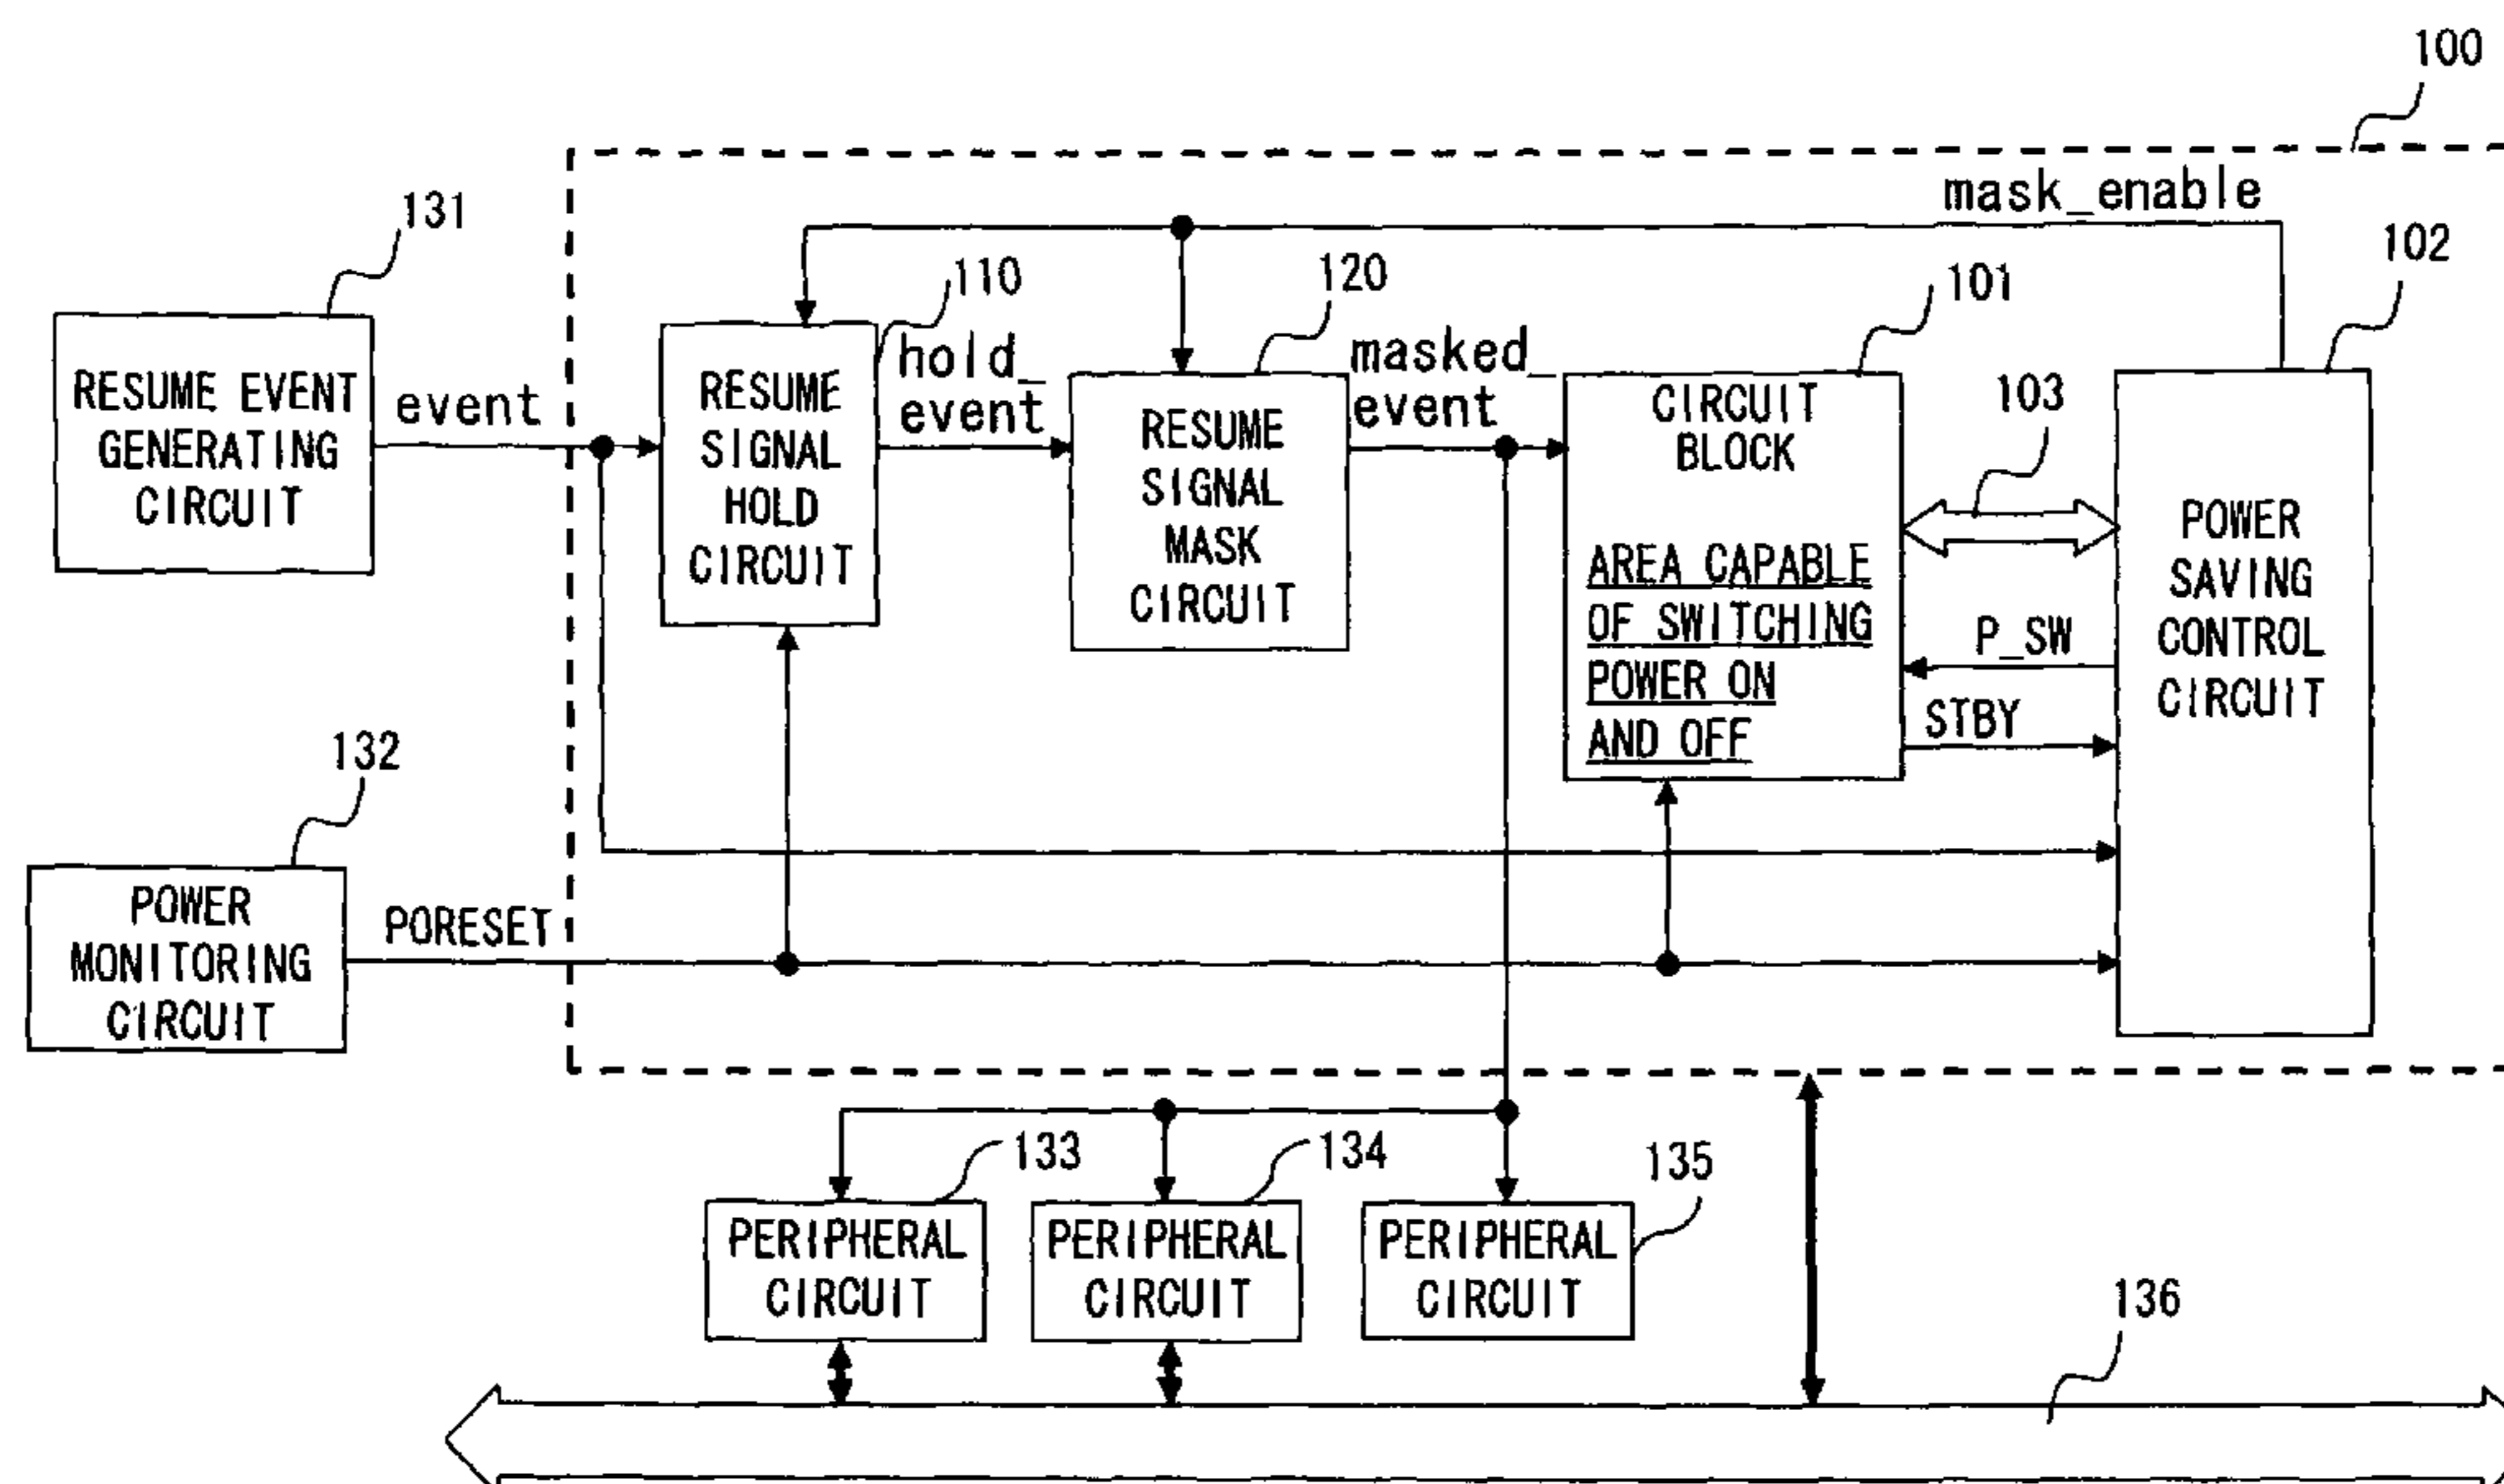 100
mask_enable
131
110
120
101
102
RESUME EVENT
GENERATING
CIRCUIT
event
RESUME
SIGNAL
HOLD
CIRCUIT
hold_
event
RESUME
SIGNAL
MASK
CIRCUIT
masked_
event
CIRCUIT
BLOCK
AREA CAPABLE
OF SWITCHING
POWER ON
AND OFF
103
P_SW
STBY
POWER
SAVING
CONTROL
CIRCUIT
132
POWER
MONITORING
CIRCUIT
PORESET
133
134
135
PERIPHERAL
CIRCUIT
PERIPHERAL
CIRCUIT
PERIPHERAL
CIRCUIT
136